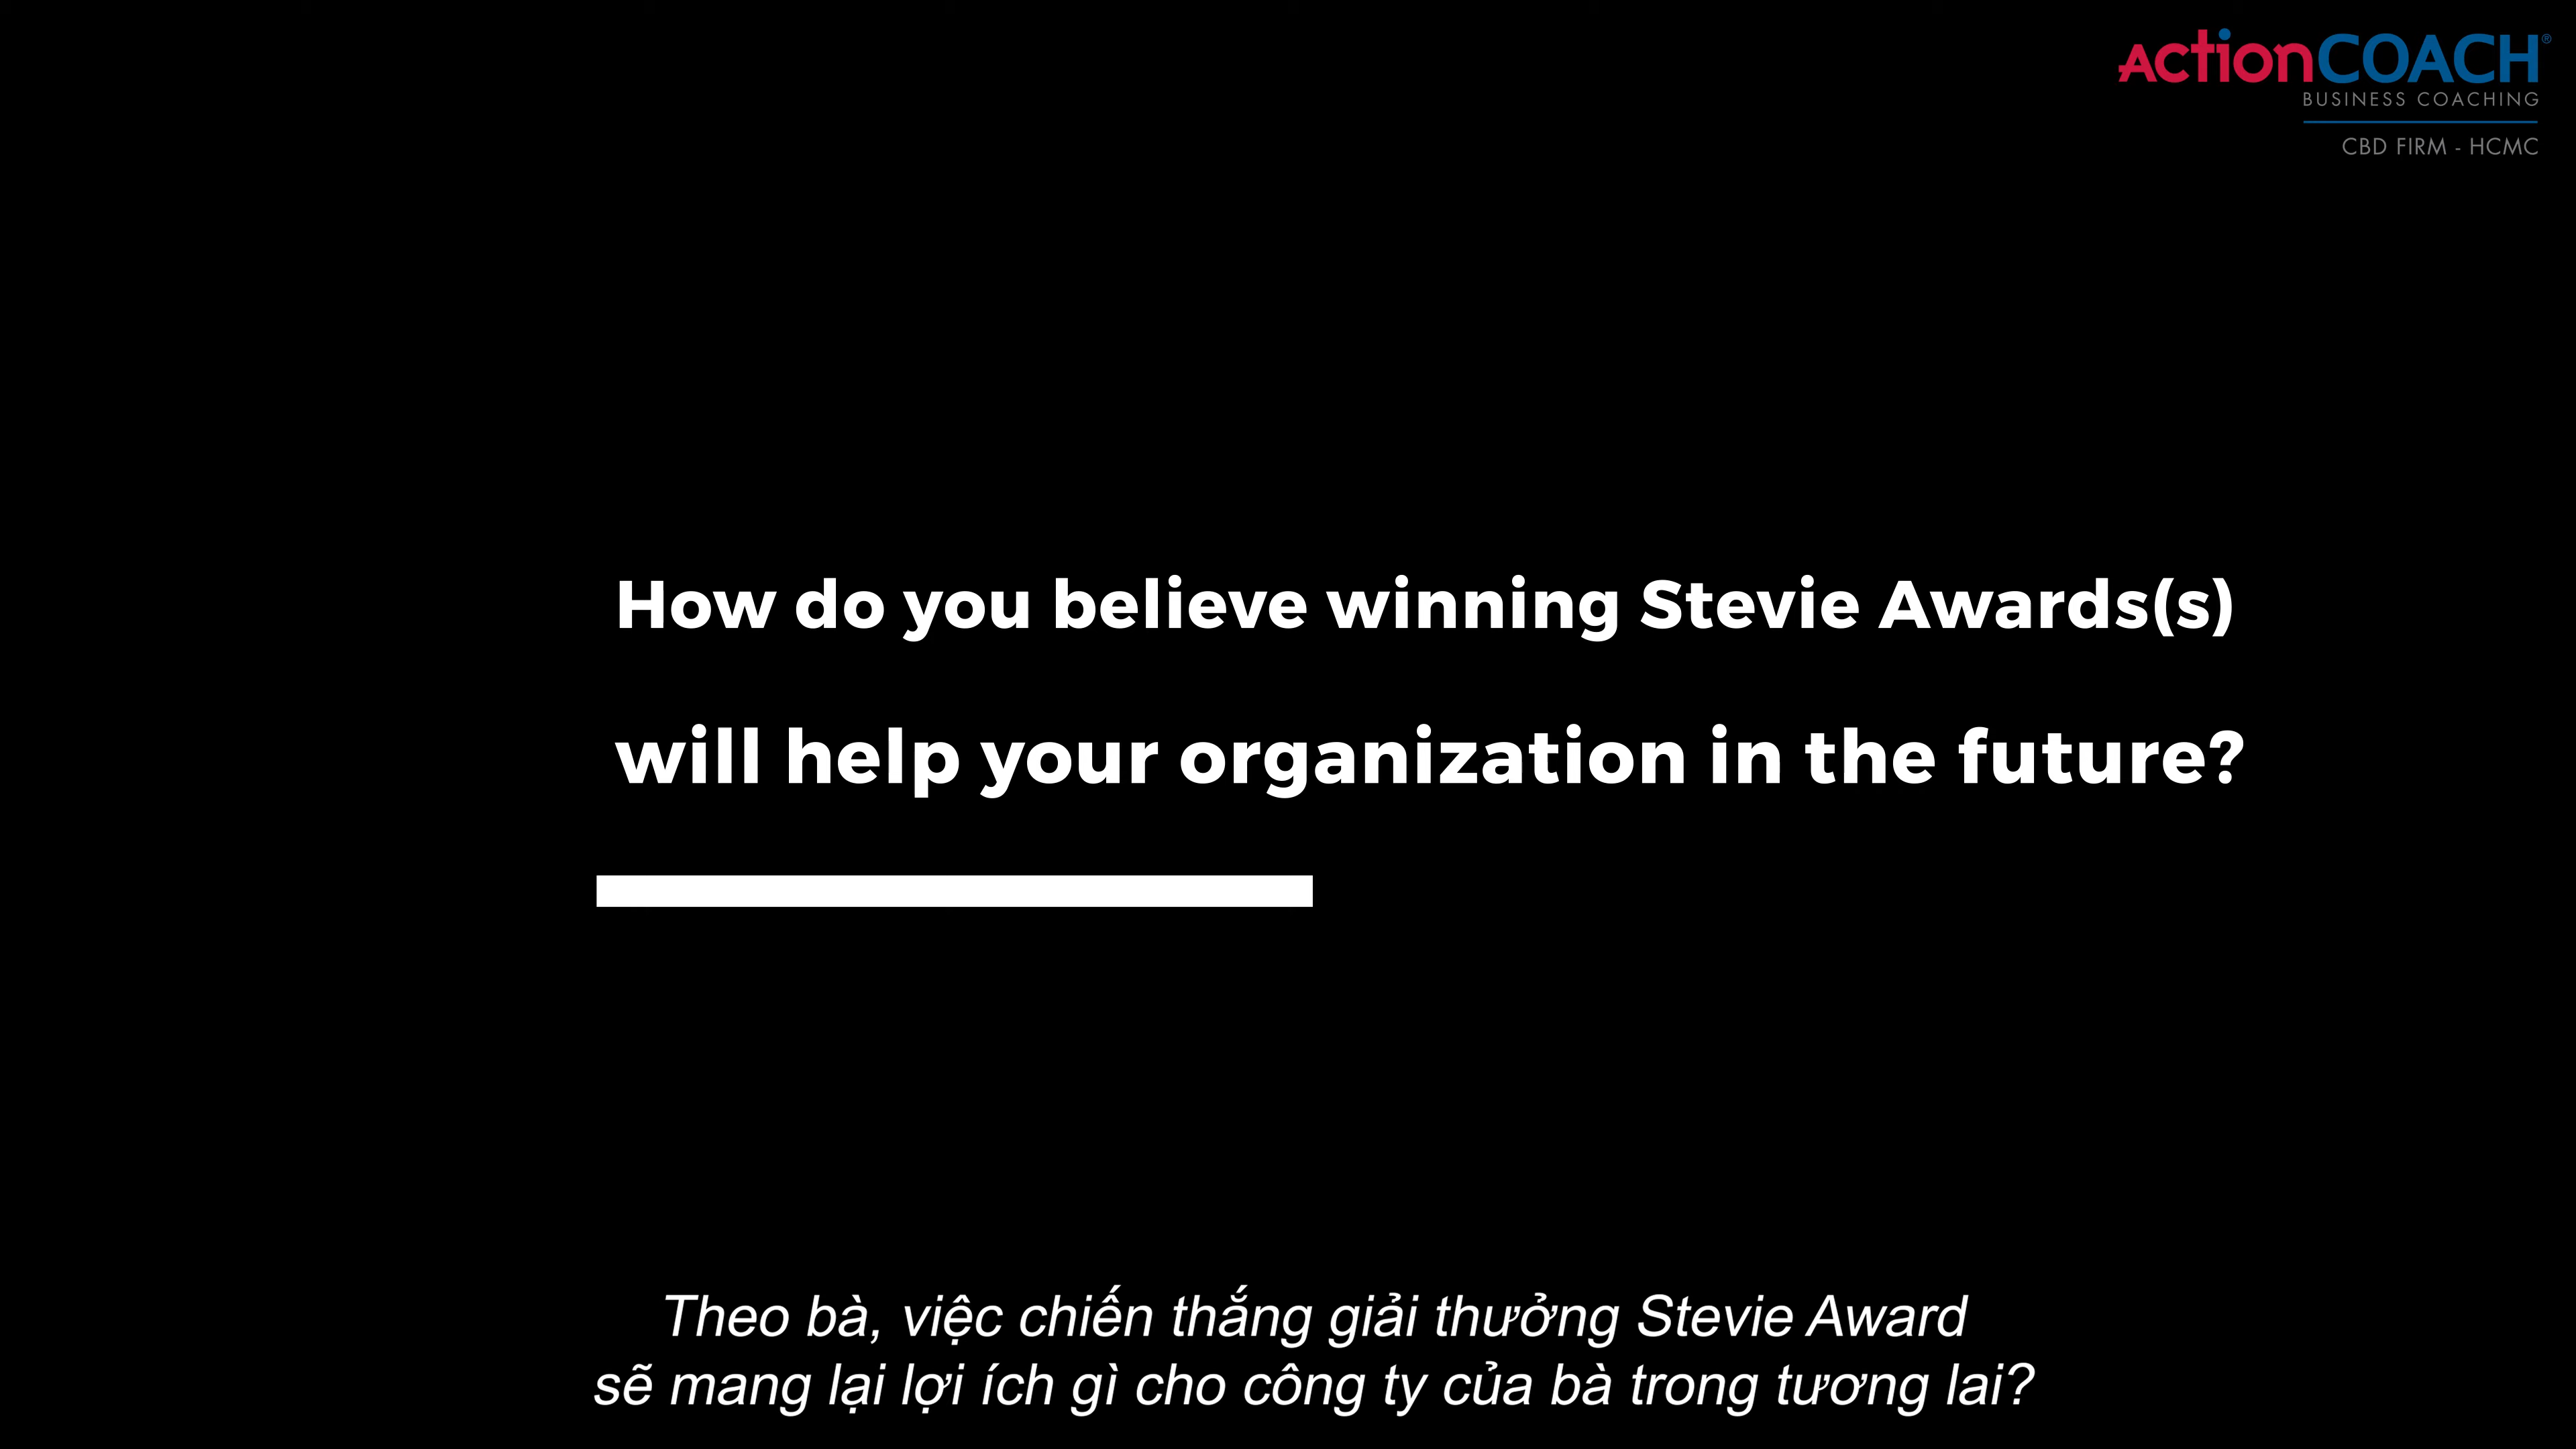 ActionCOACH®
BUSINESS COACHING
CBD FIRM - HCMC
How do you believe winning Stevie Awards(s)
will help your organization in the future?
Theo bà, việc chiến thắng giải thưởng Stevie Award
sẽ mang lại lợi ích gì cho công ty của bà trong tương lai?